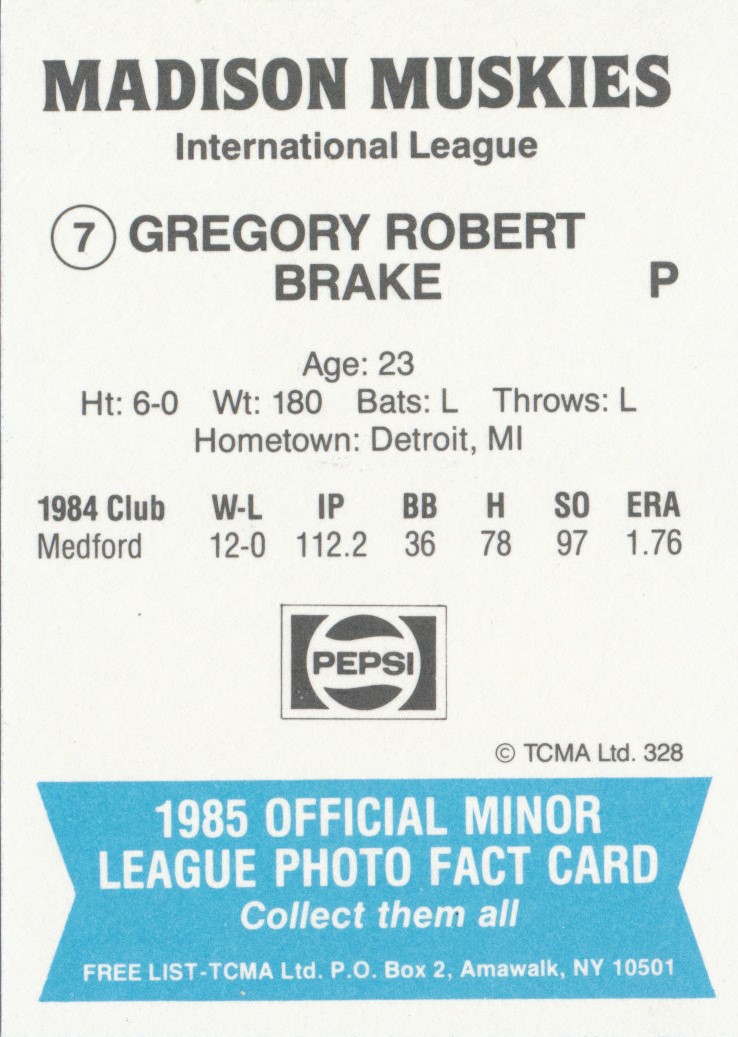 MADISON MUSKIES
International League
7 GREGORY ROBERT
BRAKE P
Age: 23
Ht: 6-0 Wt: 180 Bats: L Throws: L
Hometown: Detroit, MI
1984 Club W-L IP BB H SO ERA
Medford 12-0 112.2 36 78 97 1.76
PEPSI
© TCMA Ltd. 328
1985 OFFICIAL MINOR
LEAGUE PHOTO FACT CARD
Collect them all
FREE LIST-TCMA Ltd. P.O. Box 2, Amawalk, NY 10501